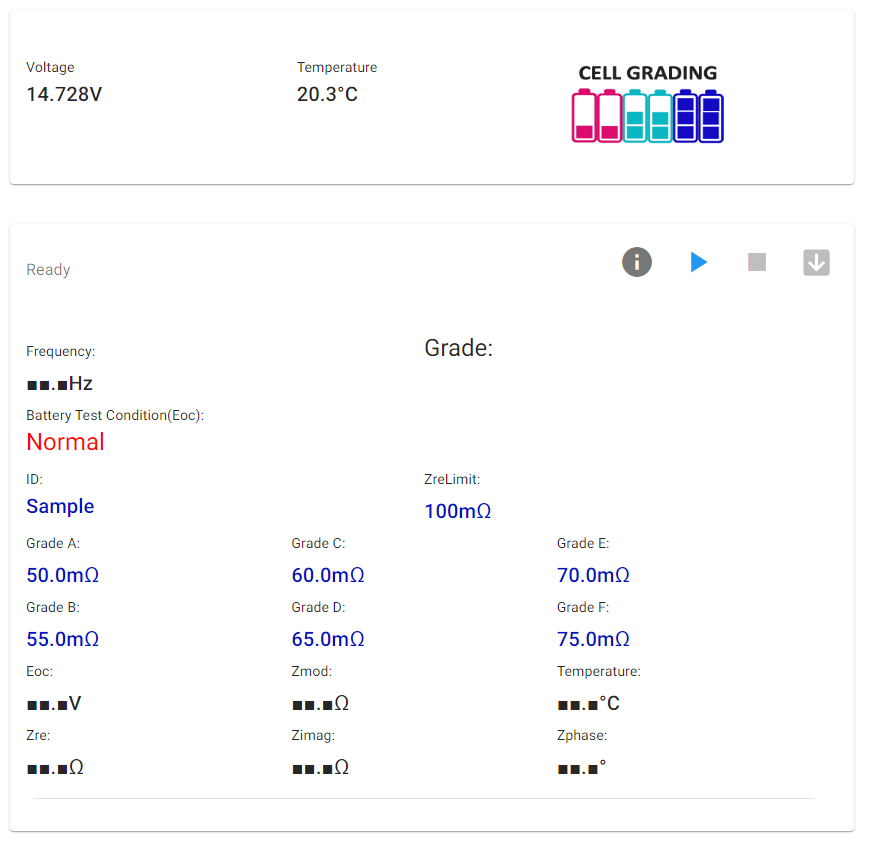 Voltage
14.728V
Temperature
20.3°C
CELL GRADING
Ready
Frequency:
■■.■Hz
Grade:
Battery Test Condition(Eoc):
Normal
ID:
Sample
ZreLimit:
100mΩ
Grade A:
50.0mΩ
Grade C:
60.0mΩ
Grade E:
70.0mΩ
Grade B:
55.0mΩ
Grade D:
65.0mΩ
Grade F:
75.0mΩ
Eoc:
■■.■V
Zmod:
■■.■Ω
Temperature:
■■.■°C
Zre:
■■.■Ω
Zimag:
■■.■Ω
Zphase:
■■.■°